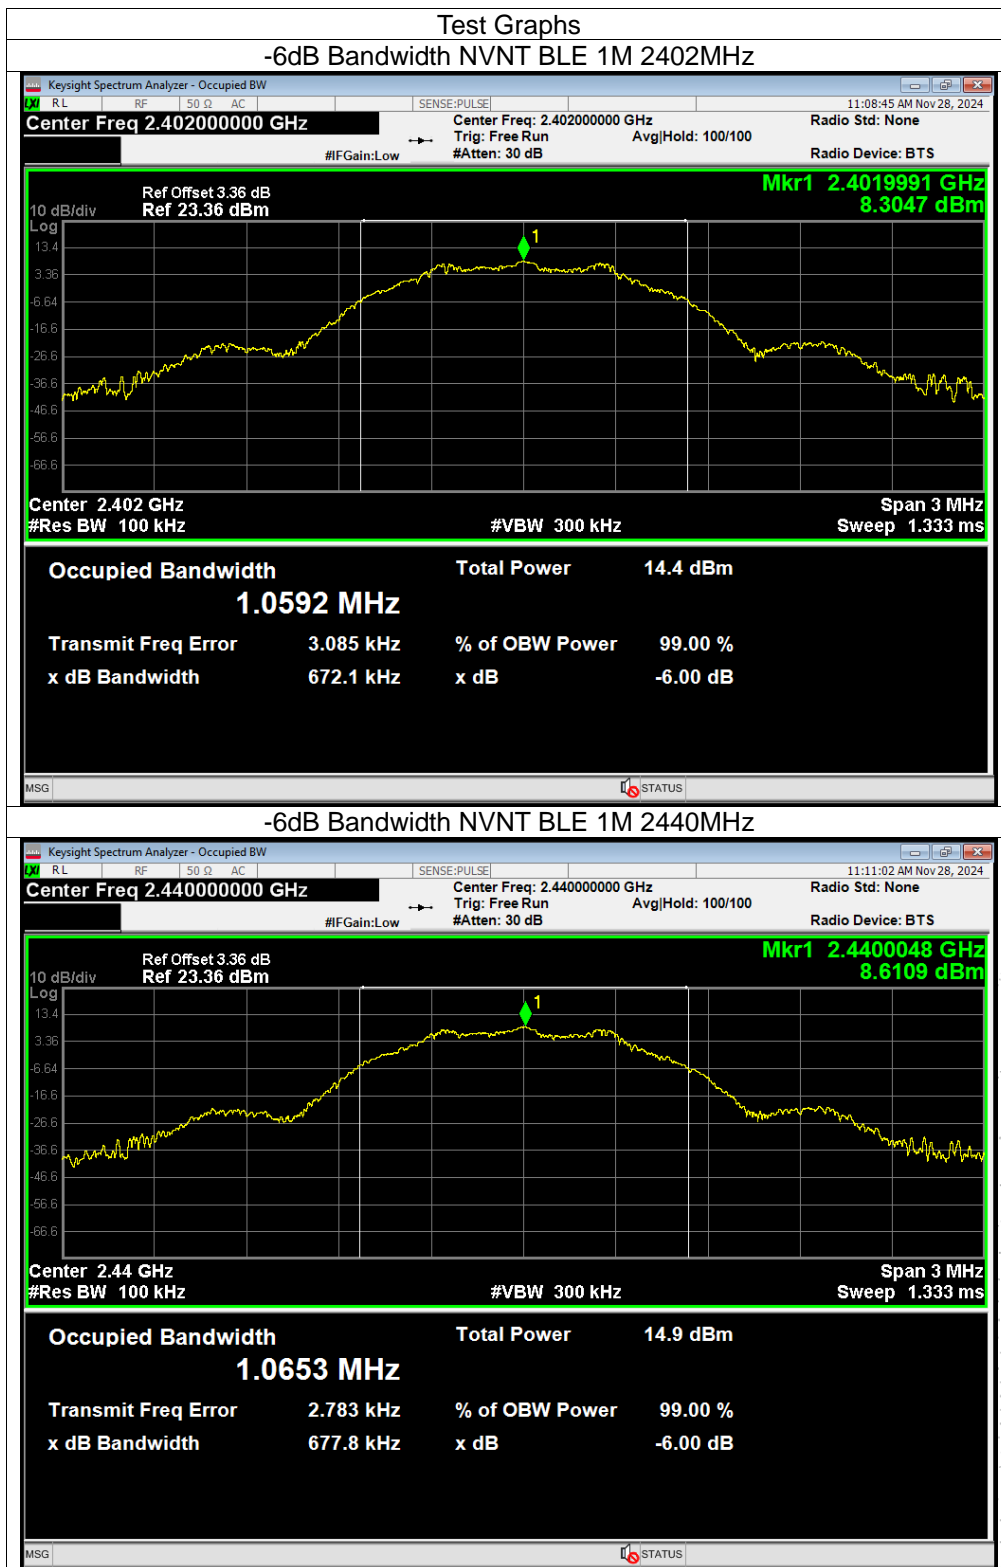 Test Graphs
-6dB Bandwidth NVNT BLE 1M 2402MHz
Keysight Spectrum Analyzer - Occupied BW
LXI RL RF 50 Ω AC SENSE:PULSE 11:08:45 AM Nov 28, 2024
Center Freq 2.402000000 GHz Center Freq: 2.402000000 GHz Radio Std: None
Trig: Free Run Avg|Hold: 100/100
#IFGain:Low #Atten: 30 dB Radio Device: BTS
Mkr1 2.4019991 GHz
Ref Offset 3.36 dB
10 dB/div Ref 23.36 dBm 8.3047 dBm
Log
1
13.4
3.36
-6.64
-16.6
-26.6
-36.6
-46.6
-56.6
-66.6
Center 2.402 GHz Span 3 MHz
#Res BW 100 kHz #VBW 300 kHz Sweep 1.333 ms
Occupied Bandwidth Total Power 14.4 dBm
1.0592 MHz
Transmit Freq Error 3.085 kHz % of OBW Power 99.00 %
x dB Bandwidth 672.1 kHz x dB -6.00 dB
MSG STATUS
-6dB Bandwidth NVNT BLE 1M 2440MHz
Keysight Spectrum Analyzer - Occupied BW
LXI RL RF 50 Ω AC SENSE:PULSE 11:11:02 AM Nov 28, 2024
Center Freq 2.440000000 GHz Center Freq: 2.440000000 GHz Radio Std: None
Trig: Free Run Avg|Hold: 100/100
#IFGain:Low #Atten: 30 dB Radio Device: BTS
Mkr1 2.4400048 GHz
Ref Offset 3.36 dB
10 dB/div Ref 23.36 dBm 8.6109 dBm
Log
1
13.4
3.36
-6.64
-16.6
-26.6
-36.6
-46.6
-56.6
-66.6
Center 2.44 GHz Span 3 MHz
#Res BW 100 kHz #VBW 300 kHz Sweep 1.333 ms
Occupied Bandwidth Total Power 14.9 dBm
1.0653 MHz
Transmit Freq Error 2.783 kHz % of OBW Power 99.00 %
x dB Bandwidth 677.8 kHz x dB -6.00 dB
MSG STATUS